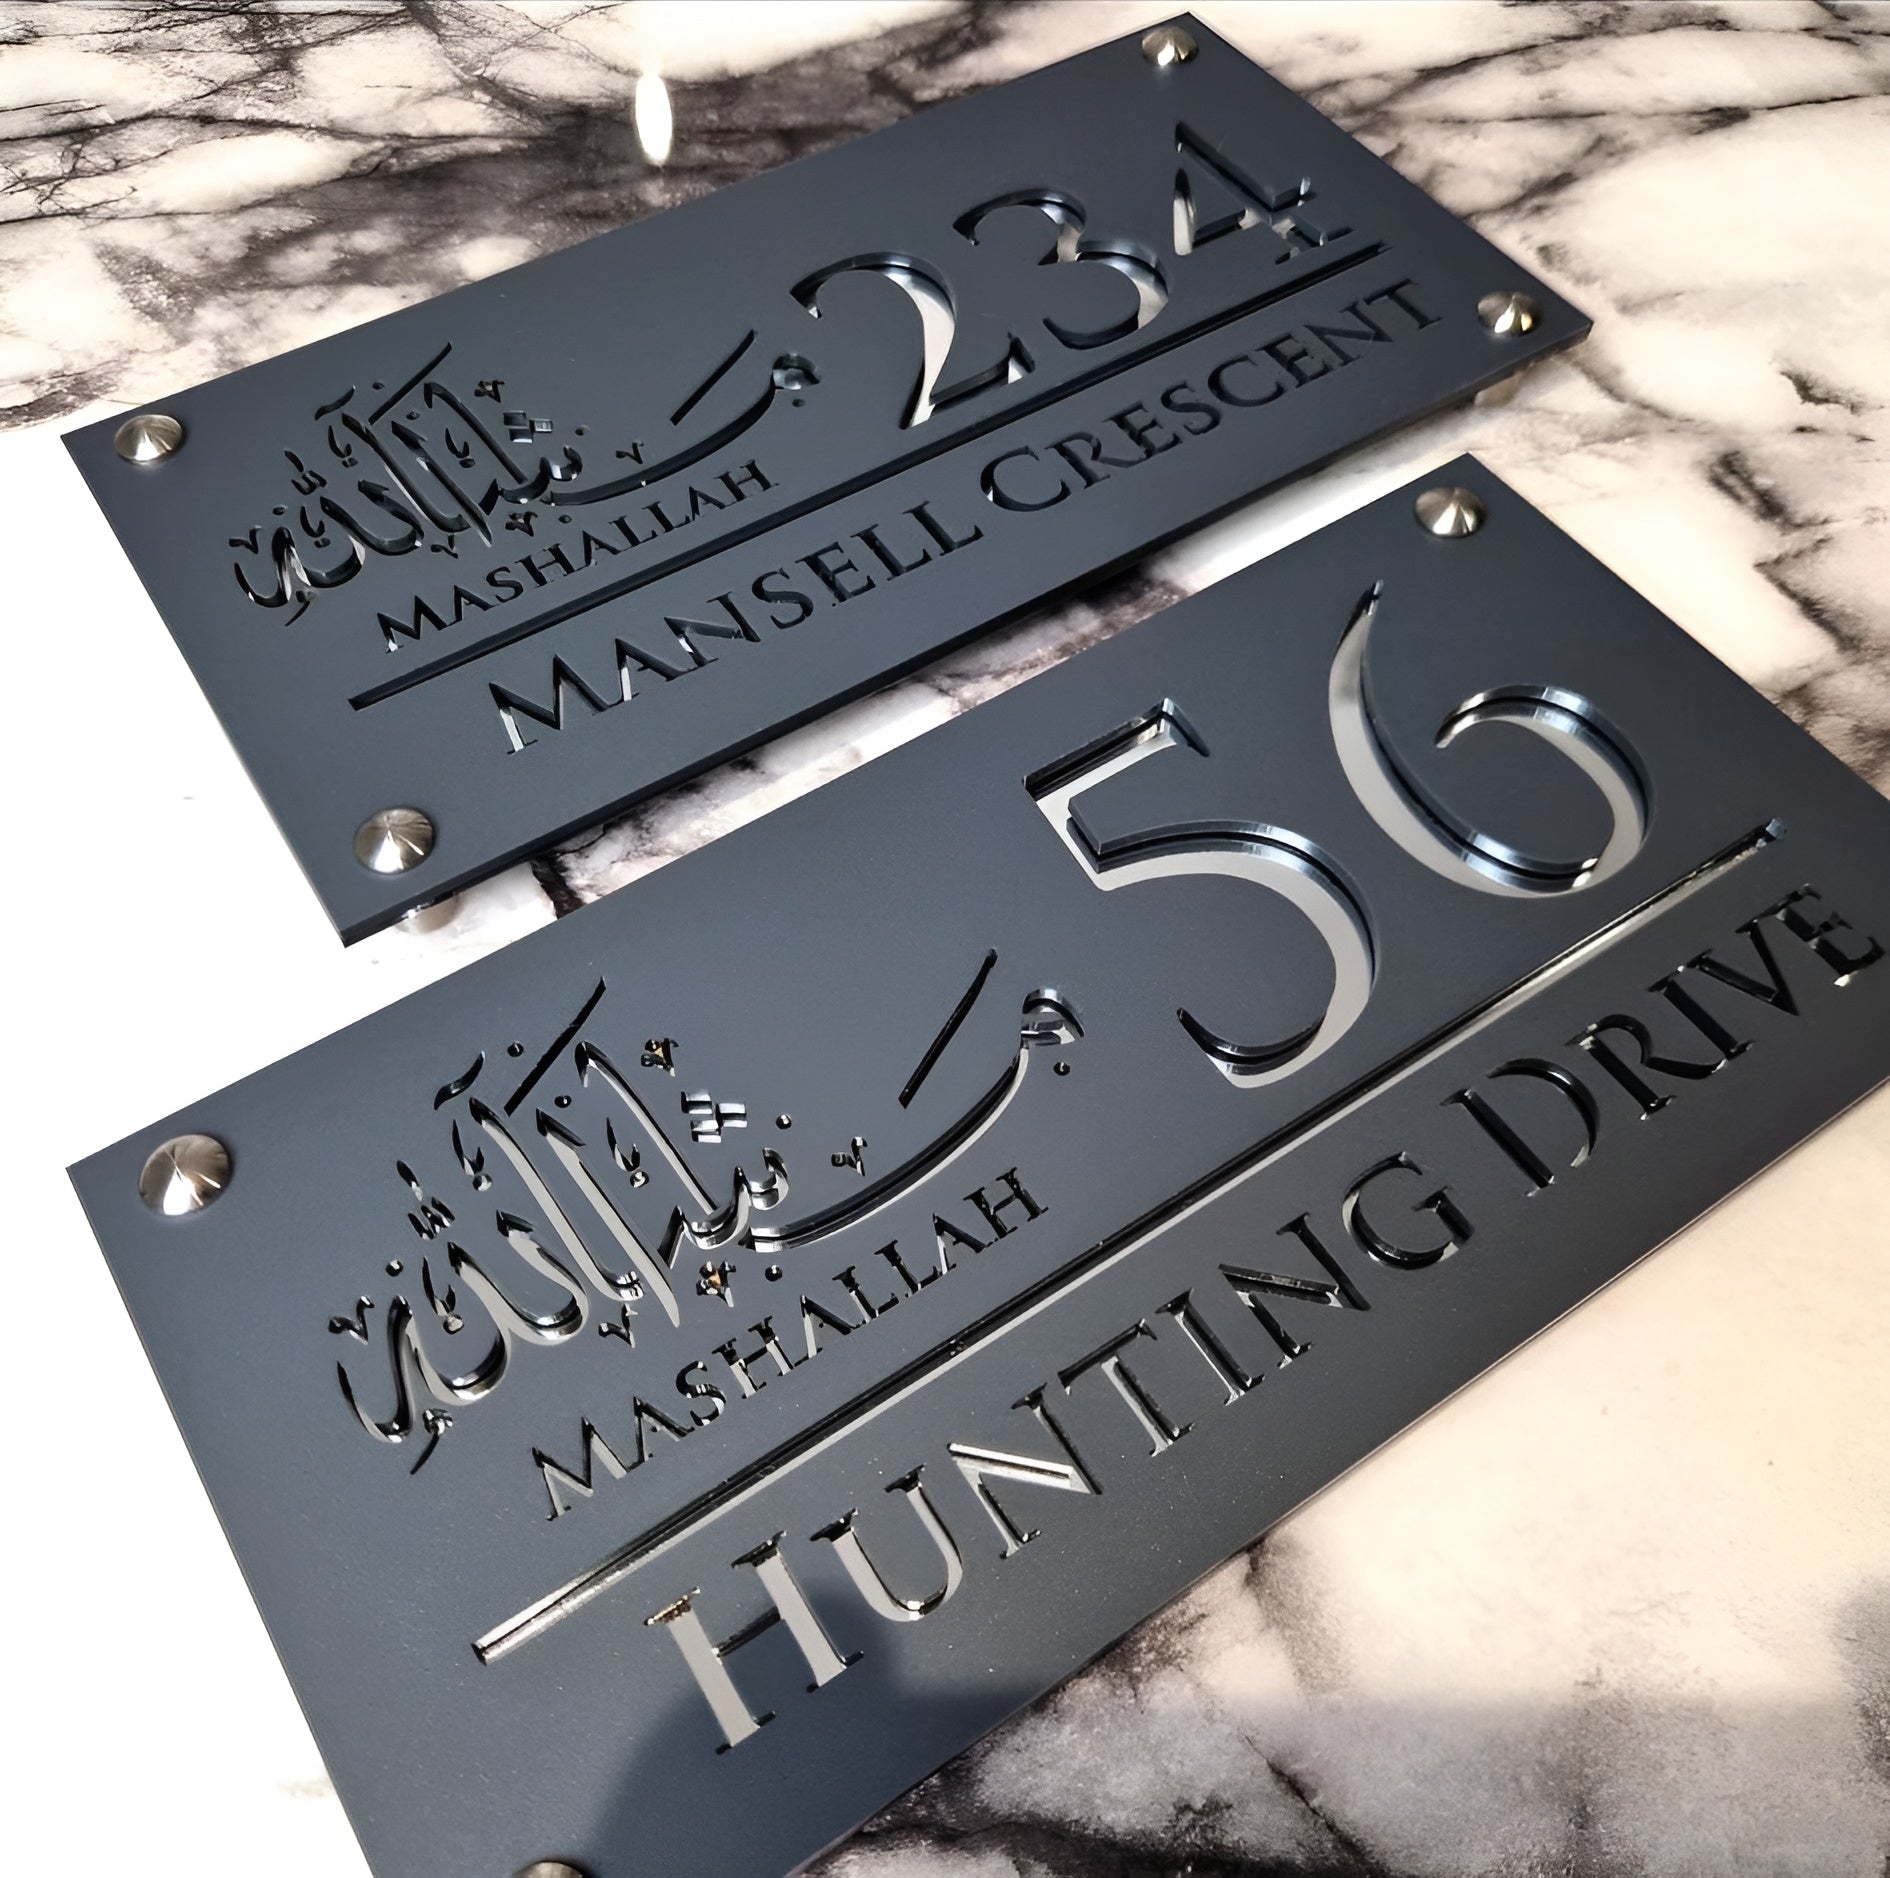 ما شاء الله
234
MASHALLAH
MANSELL CRESCENT
ما شاء الله
56
MASHALLAH
HUNTING DRIVE